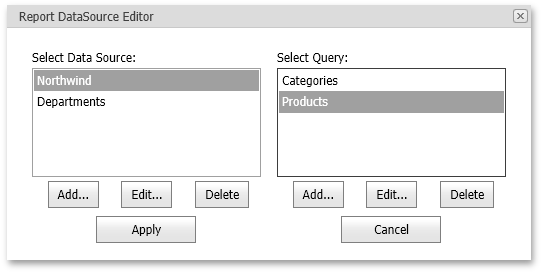 Report DataSource Editor
Select Data Source: Select Query:
Northwind Categories
Departments Products
Add... Edit... Delete Add... Edit... Delete
Apply Cancel